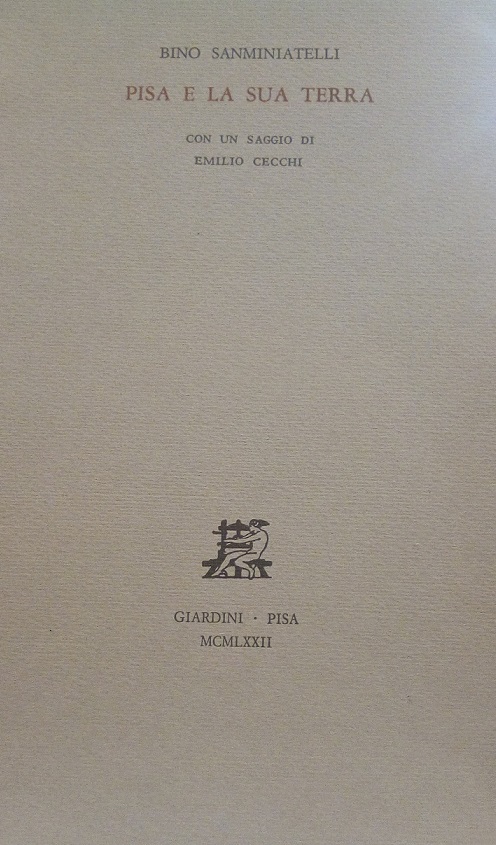 BINO SANMINIATELLI
PISA E LA SUA TERRA
CON UN SAGGIO DI
EMILIO CECCHI
GIARDINI · PISA
MCMLXXII